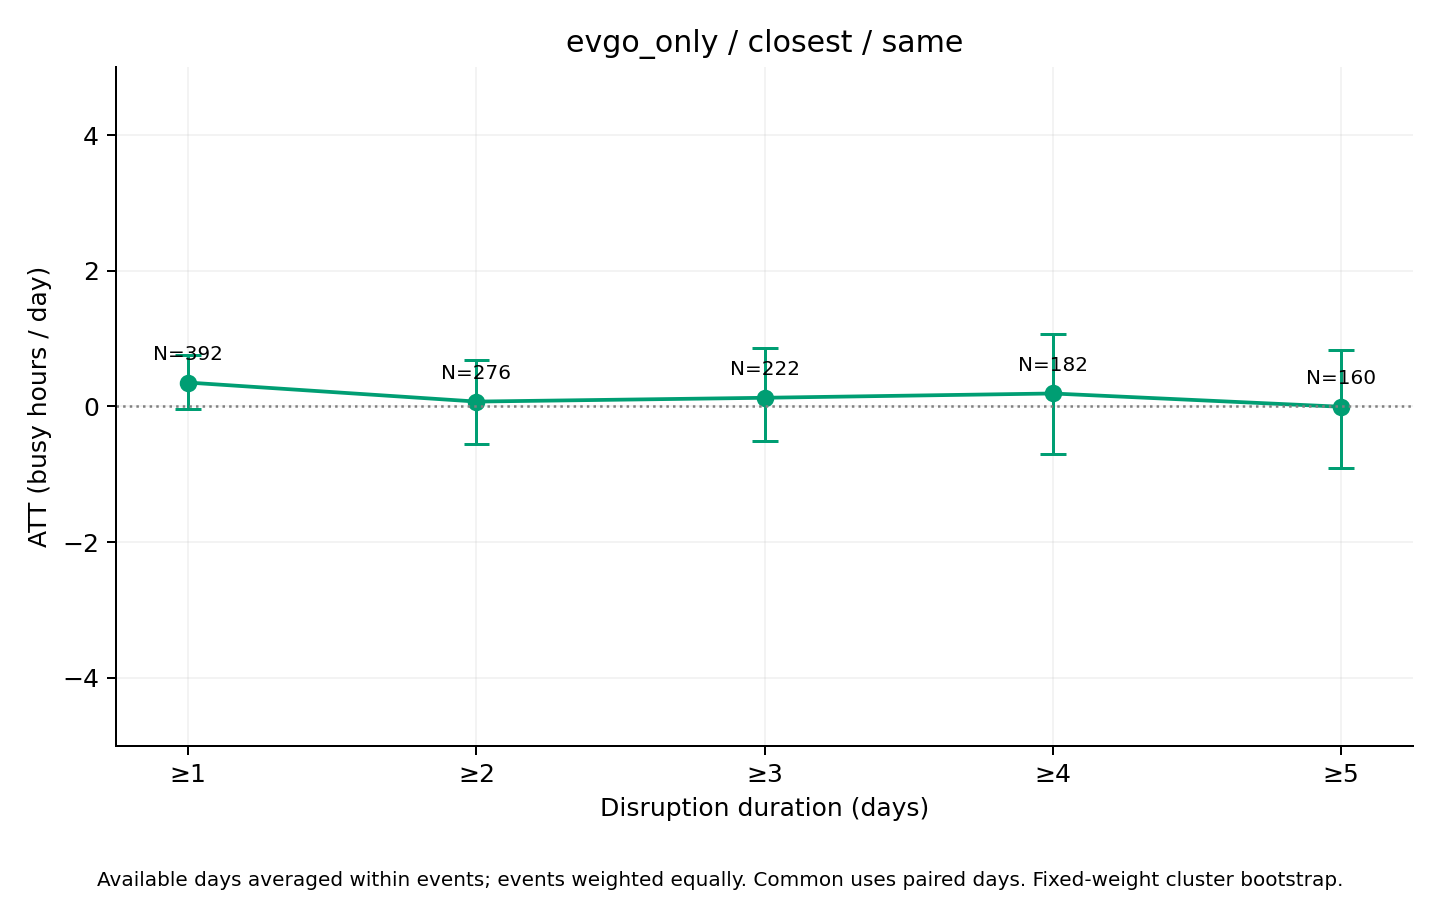 evgo_only / closest / same
ATT (busy hours / day)
4
2
0
−2
−4
N=392
N=276
N=222
N=182
N=160
≥1
≥2
≥3
≥4
≥5
Disruption duration (days)
Available days averaged within events; events weighted equally. Common uses paired days. Fixed-weight cluster bootstrap.